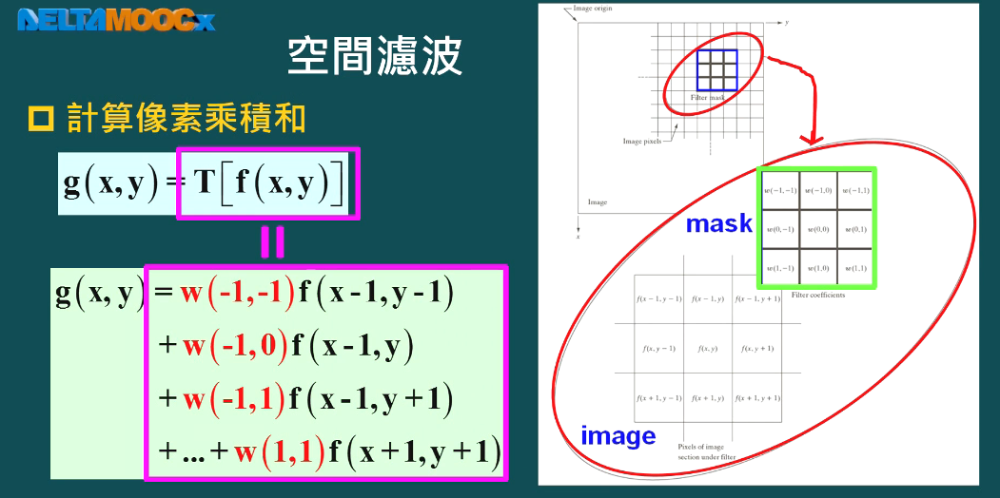 DELTAMOOCx
空間濾波
計算像素乘積和
g(x,y) = T[f(x,y)]
=
g(x,y) = w(-1,-1)f(x-1,y-1)
+w(-1,0)f(x-1,y)
+w(-1,1)f(x-1,y+1)
+...+w(1,1)f(x+1,y+1)
Image origin
y
Filter mask
Image pixels
Image
x
mask
w(−1,−1) w(−1,0) w(−1,1)
w(0,−1) w(0,0) w(0,1)
w(1,−1) w(1,0) w(1,1)
Filter coefficients
f(x − 1, y − 1) f(x − 1, y) f(x − 1, y + 1)
f(x, y − 1) f(x, y) f(x, y + 1)
f(x + 1, y − 1) f(x + 1, y) f(x + 1, y + 1)
image
Pixels of image
section under filter